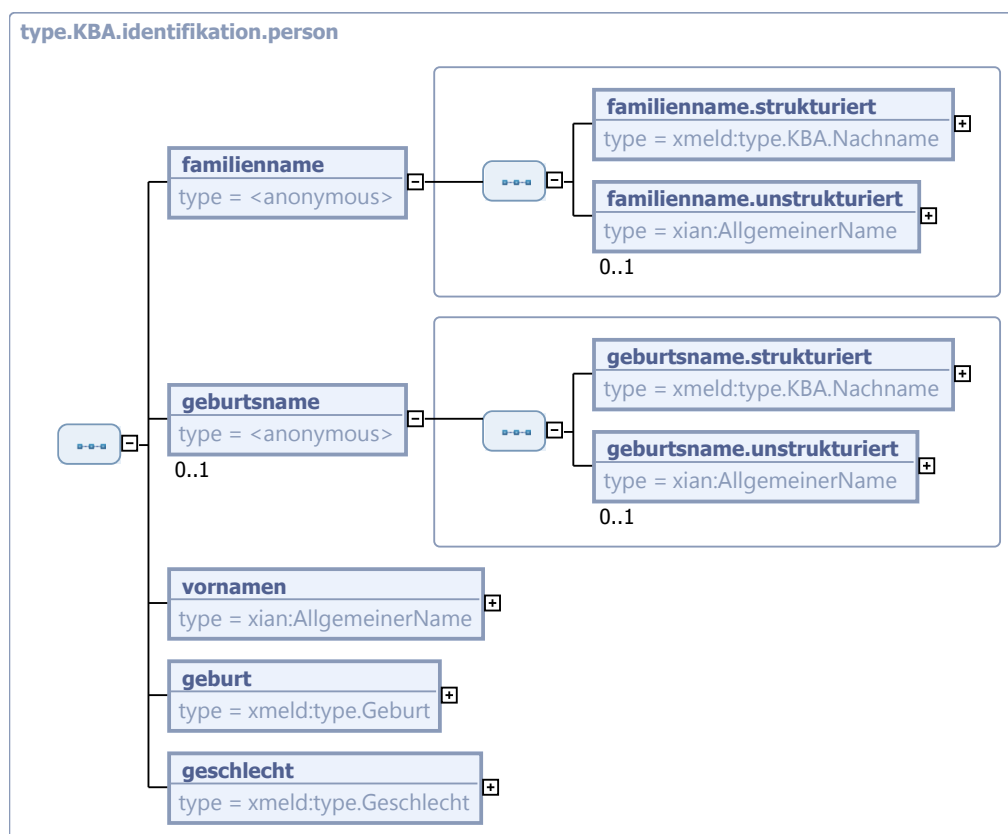 type.KBA.identifikation.person
familienname
type = <anonymous>
familienname.strukturiert
type = xmeld:type.KBA.Nachname
familienname.unstrukturiert
type = xian:AllgemeinerName
0..1
geburtsname
type = <anonymous>
0..1
geburtsname.strukturiert
type = xmeld:type.KBA.Nachname
geburtsname.unstrukturiert
type = xian:AllgemeinerName
0..1
vornamen
type = xian:AllgemeinerName
geburt
type = xmeld:type.Geburt
geschlecht
type = xmeld:type.Geschlecht